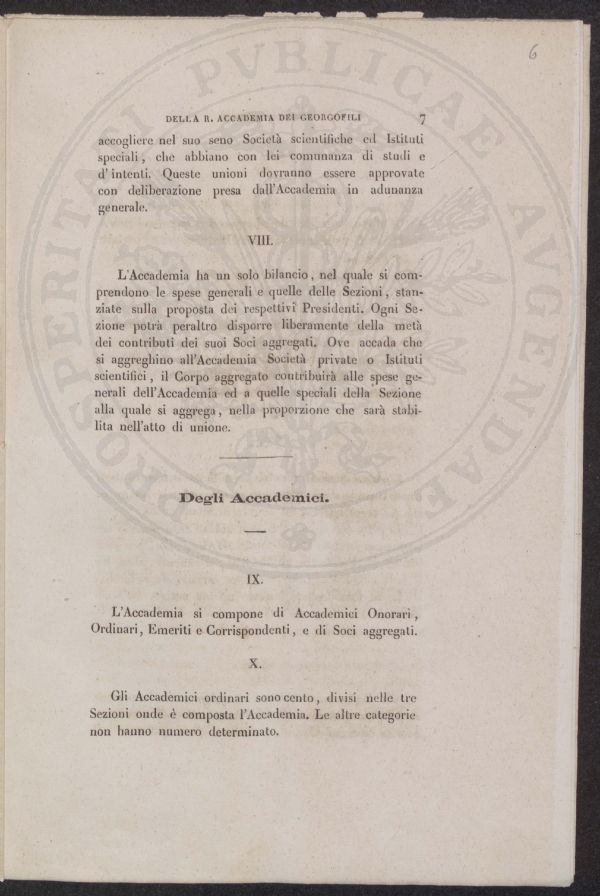 6
DELLA R. ACCADEMIA DEI GEORGOFILI 7
accogliere nel suo seno Società scientifiche ed Istituti
speciali, che abbiano con lei comunanza di studi e
d'intenti. Queste unioni dovranno essere approvate
con deliberazione presa dall'Accademia in adunanza
generale.
VIII.
L'Accademia ha un solo bilancio, nel quale si com-
prendono le spese generali e quelle delle Sezioni, stan-
ziate sulla proposta dei respettivi Presidenti. Ogni Se-
zione potrà peraltro disporre liberamente della metà
dei contributi dei suoi Soci aggregati. Ove accada che
si aggreghino all'Accademia Società private o Istituti
scientifici, il Corpo aggregato contribuirà alle spese ge-
nerali dell'Accademia ed a quelle speciali della Sezione
alla quale si aggrega, nella proporzione che sarà stabi-
lita nell'atto di unione.
Degli Accademici.
IX.
L'Accademia si compone di Accademici Onorari,
Ordinari, Emeriti e Corrispondenti, e di Soci aggregati.
X.
Gli Accademici ordinari sono cento, divisi nelle tre
Sezioni onde è composta l'Accademia. Le altre categorie
non hanno numero determinato.
PROSPERITATI PVBLICAE AVGENDAE